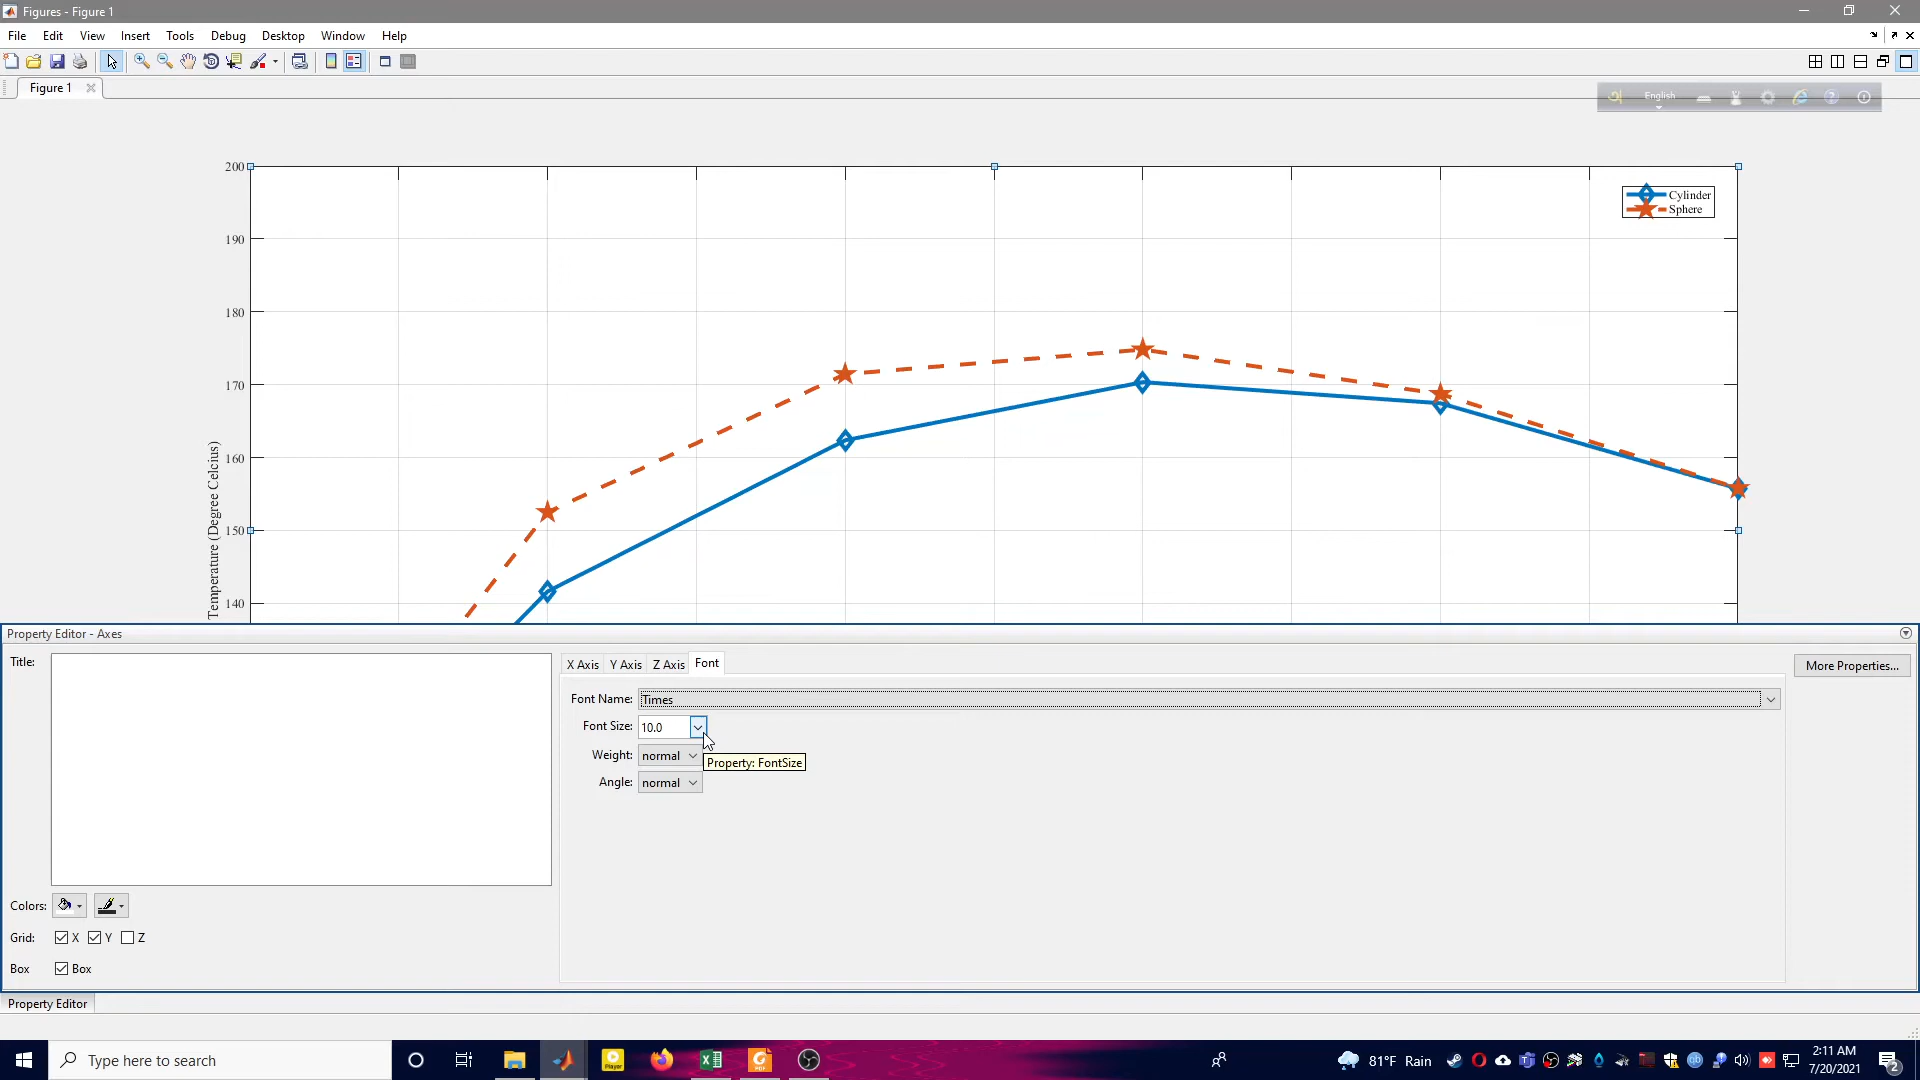 Figures - Figure 1
File Edit View Insert Tools Debug Desktop Window Help
Figure 1
English
200
190
180
170
160
150
140
Temperature (Degree Celcius)
Cylinder
Sphere
Property Editor - Axes
Title:
X Axis Y Axis Z Axis Font
More Properties...
Font Name: Times
Font Size: 10.0
Weight: normal
Property: FontSize
Angle: normal
Colors:
Grid: X Y Z
Box Box
Property Editor
Type here to search
81°F Rain
2:11 AM
7/20/2021
2